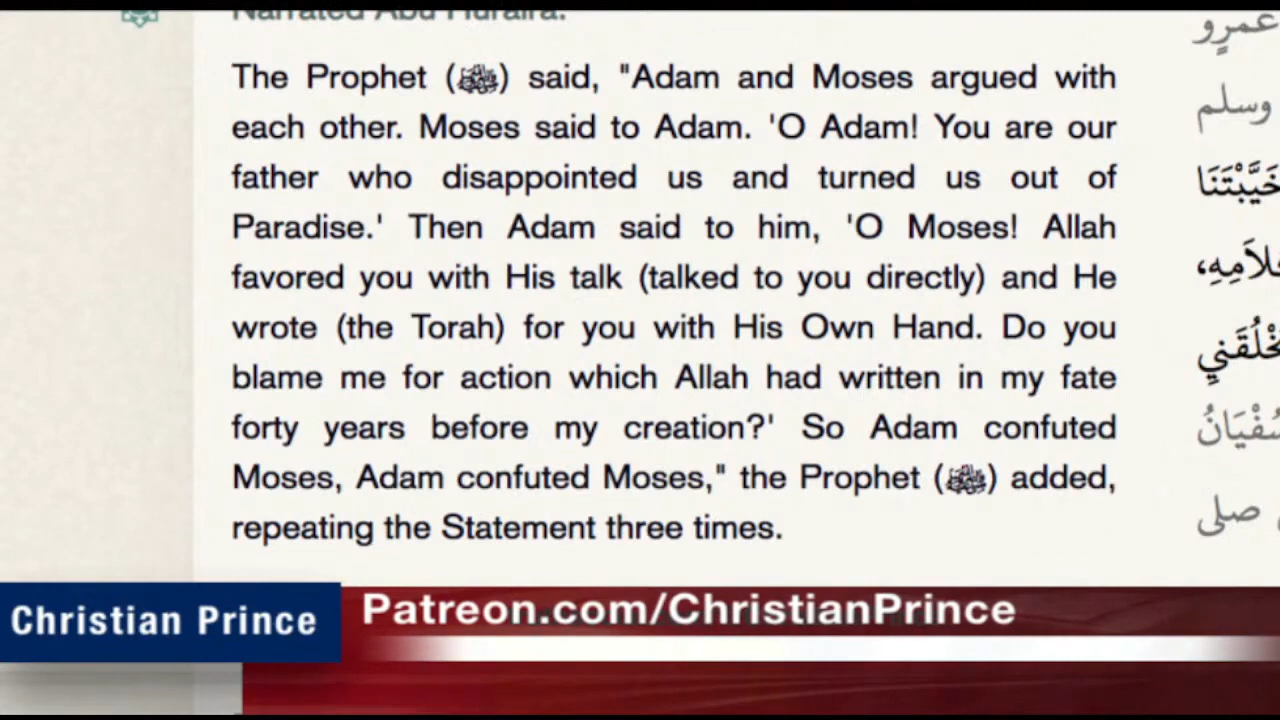 Narrated Abu Huraira:
The Prophet (ﷺ) said, "Adam and Moses argued with
each other. Moses said to Adam. 'O Adam! You are our
father who disappointed us and turned us out of
Paradise.' Then Adam said to him, 'O Moses! Allah
favored you with His talk (talked to you directly) and He
wrote (the Torah) for you with His Own Hand. Do you
blame me for action which Allah had written in my fate
forty years before my creation?' So Adam confuted
Moses, Adam confuted Moses," the Prophet (ﷺ) added,
repeating the Statement three times.
عمرٍو
وسلم
خَيَّبْتَنَا
سُفْيَانُ
صلى
Christian Prince
Patreon.com/ChristianPrince